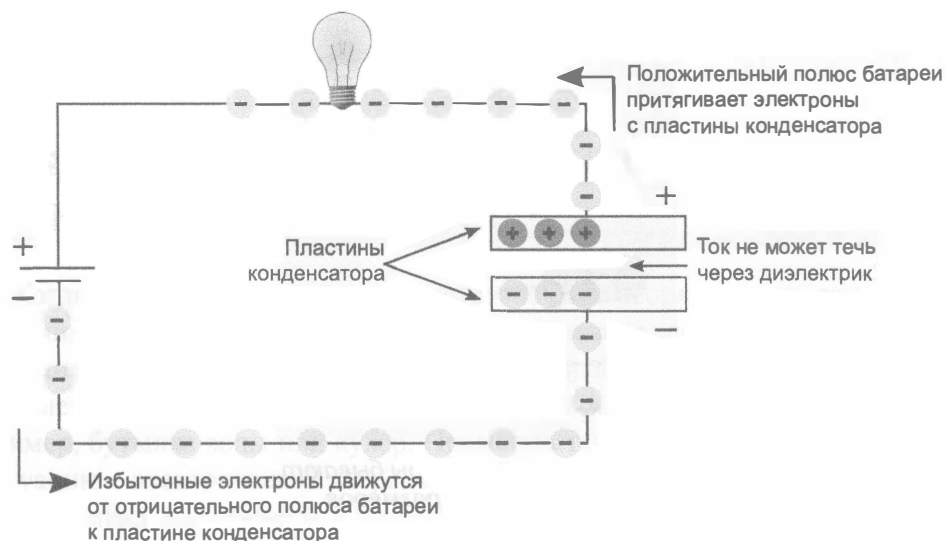 Положительный полюс батареи
притягивает электроны
с пластины конденсатора
+
+
Пластины
конденсатора
Ток не может течь
через диэлектрик
−
−
Избыточные электроны движутся
от отрицательного полюса батареи
к пластине конденсатора